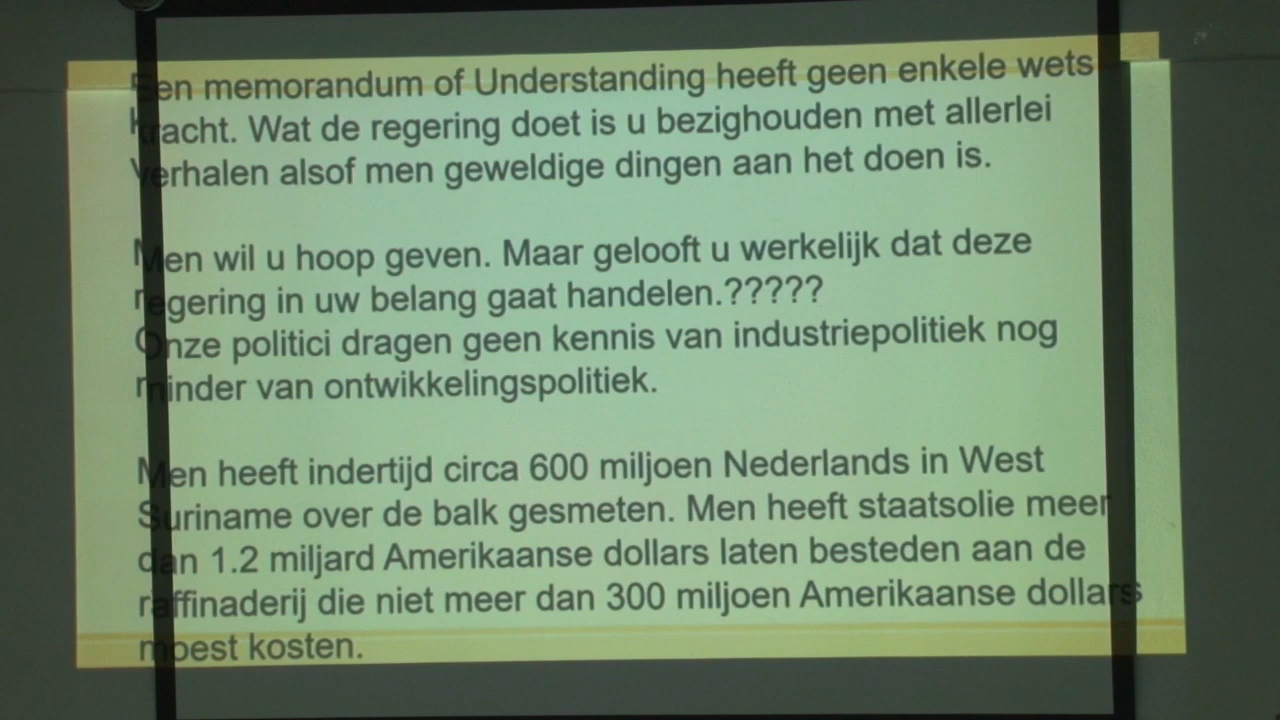 Een memorandum of Understanding heeft geen enkele wets
kracht. Wat de regering doet is u bezighouden met allerlei
verhalen alsof men geweldige dingen aan het doen is.
Men wil u hoop geven. Maar gelooft u werkelijk dat deze
regering in uw belang gaat handelen.?????
Onze politici dragen geen kennis van industriepolitiek nog
minder van ontwikkelingspolitiek.
Men heeft indertijd circa 600 miljoen Nederlands in West
Suriname over de balk gesmeten. Men heeft staatsolie meer
dan 1.2 miljard Amerikaanse dollars laten besteden aan de
raffinaderij die niet meer dan 300 miljoen Amerikaanse dollars
moest kosten.